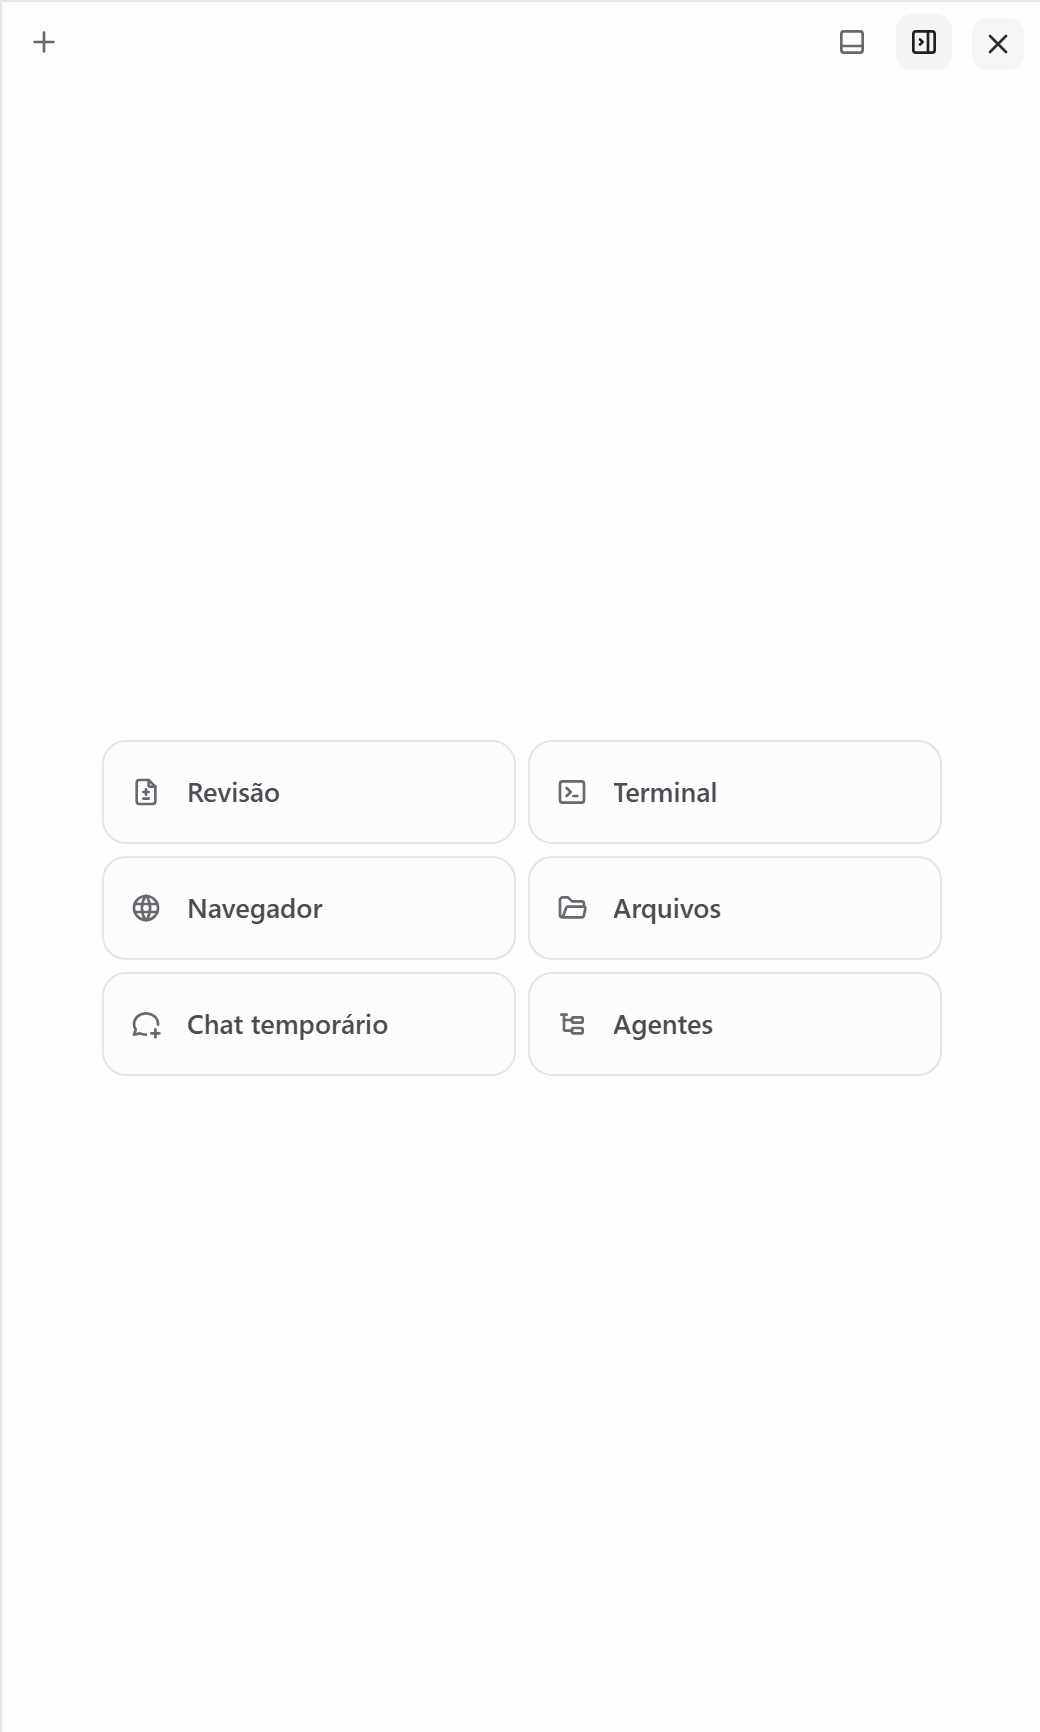 Revisão
Terminal
Navegador
Arquivos
Chat temporário
Agentes